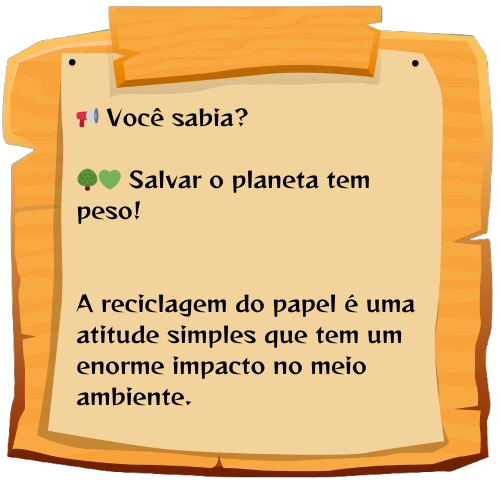 📢 Você sabia?
🌳💚 Salvar o planeta tem
peso!
A reciclagem do papel é uma
atitude simples que tem um
enorme impacto no meio
ambiente.